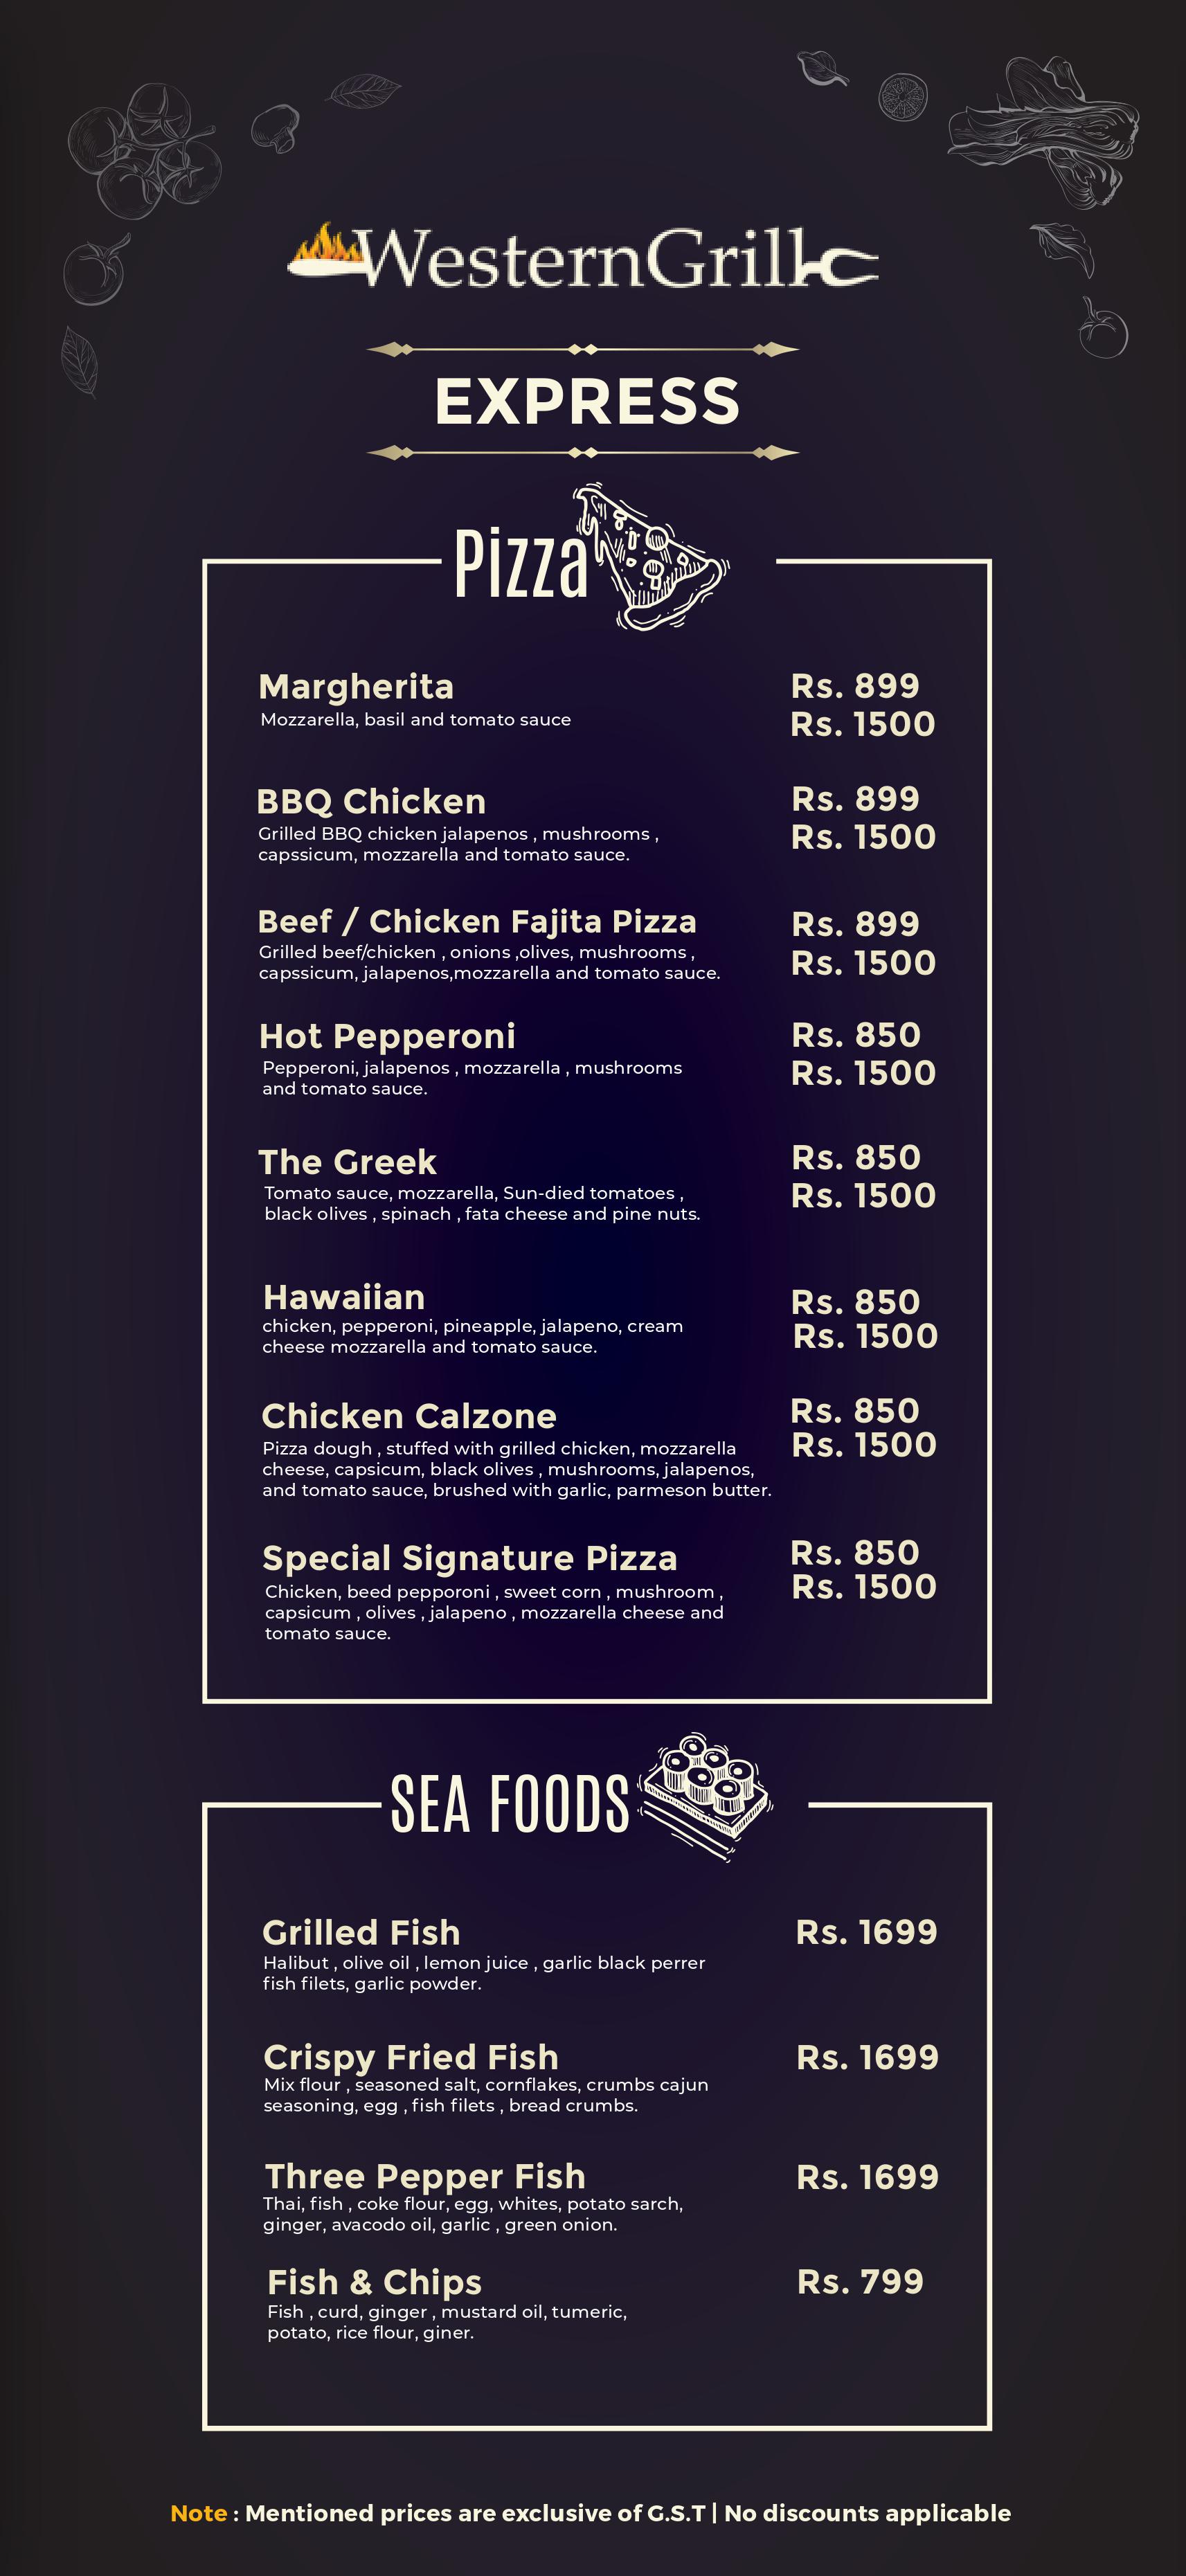 WesternGrill
EXPRESS
Pizza
Margherita Rs. 899
Mozzarella, basil and tomato sauce Rs. 1500
BBQ Chicken Rs. 899
Grilled BBQ chicken jalapenos , mushrooms , Rs. 1500
capssicum, mozzarella and tomato sauce.
Beef / Chicken Fajita Pizza Rs. 899
Grilled beef/chicken , onions ,olives, mushrooms , Rs. 1500
capssicum, jalapenos,mozzarella and tomato sauce.
Hot Pepperoni Rs. 850
Pepperoni, jalapenos , mozzarella , mushrooms Rs. 1500
and tomato sauce.
The Greek Rs. 850
Tomato sauce, mozzarella, Sun-died tomatoes , Rs. 1500
black olives , spinach , fata cheese and pine nuts.
Hawaiian Rs. 850
chicken, pepperoni, pineapple, jalapeno, cream Rs. 1500
cheese mozzarella and tomato sauce.
Chicken Calzone Rs. 850
Pizza dough , stuffed with grilled chicken, mozzarella Rs. 1500
cheese, capsicum, black olives , mushrooms, jalapenos,
and tomato sauce, brushed with garlic, parmeson butter.
Special Signature Pizza Rs. 850
Chicken, beed pepporoni , sweet corn , mushroom , Rs. 1500
capsicum , olives , jalapeno , mozzarella cheese and
tomato sauce.
SEA FOODS
Grilled Fish Rs. 1699
Halibut , olive oil , lemon juice , garlic black perrer
fish filets, garlic powder.
Crispy Fried Fish Rs. 1699
Mix flour , seasoned salt, cornflakes, crumbs cajun
seasoning, egg , fish filets , bread crumbs.
Three Pepper Fish Rs. 1699
Thai, fish , coke flour, egg, whites, potato sarch,
ginger, avacodo oil, garlic , green onion.
Fish & Chips Rs. 799
Fish , curd, ginger , mustard oil, tumeric,
potato, rice flour, giner.
Note : Mentioned prices are exclusive of G.S.T | No discounts applicable